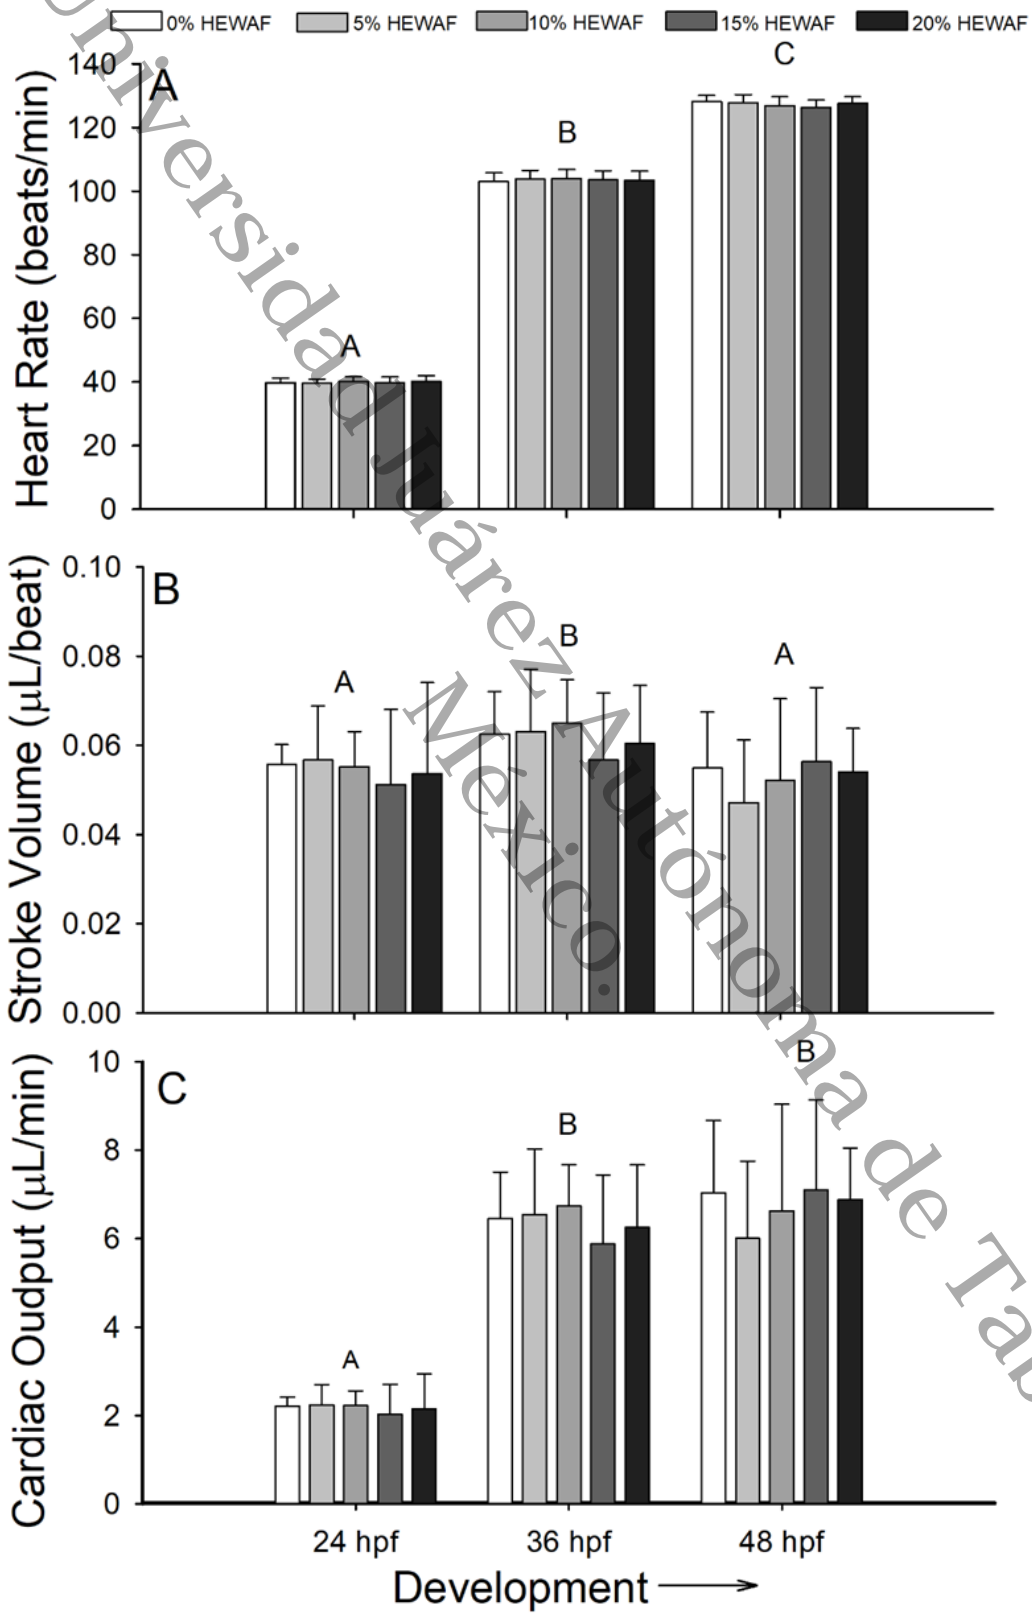 0% HEWAF 5% HEWAF 10% HEWAF 15% HEWAF 20% HEWAF
A
Heart Rate (beats/min)
140
120
100
80
60
40
20
0
A
B
C
B
Stroke Volume (µL/beat)
0.10
0.08
0.06
0.04
0.02
0.00
A
B
A
C
Cardiac Oudput (µL/min)
10
8
6
4
2
0
A
B
B
24 hpf 36 hpf 48 hpf
Development
Universidad Juárez Autónoma de Tab
México.